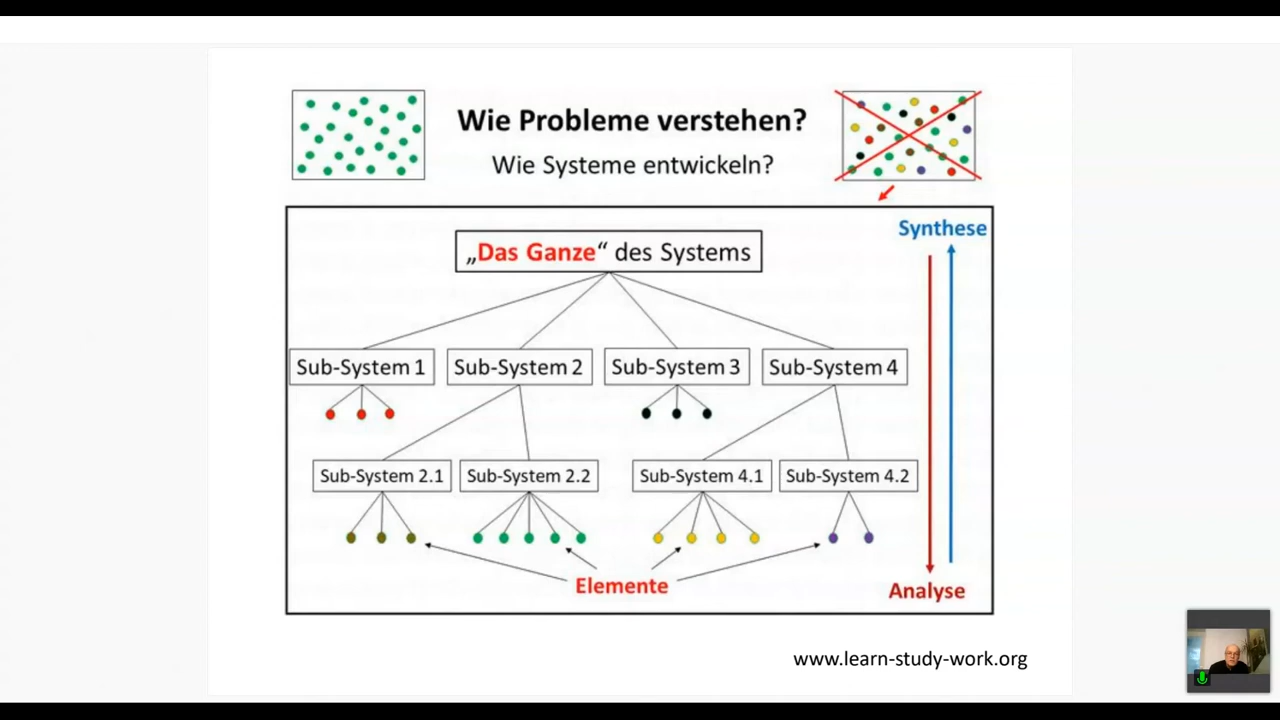 Wie Probleme verstehen?
Wie Systeme entwickeln?
Synthese
„Das Ganze“ des Systems
Sub-System 1
Sub-System 2
Sub-System 3
Sub-System 4
Sub-System 2.1
Sub-System 2.2
Sub-System 4.1
Sub-System 4.2
Elemente
Analyse
www.learn-study-work.org